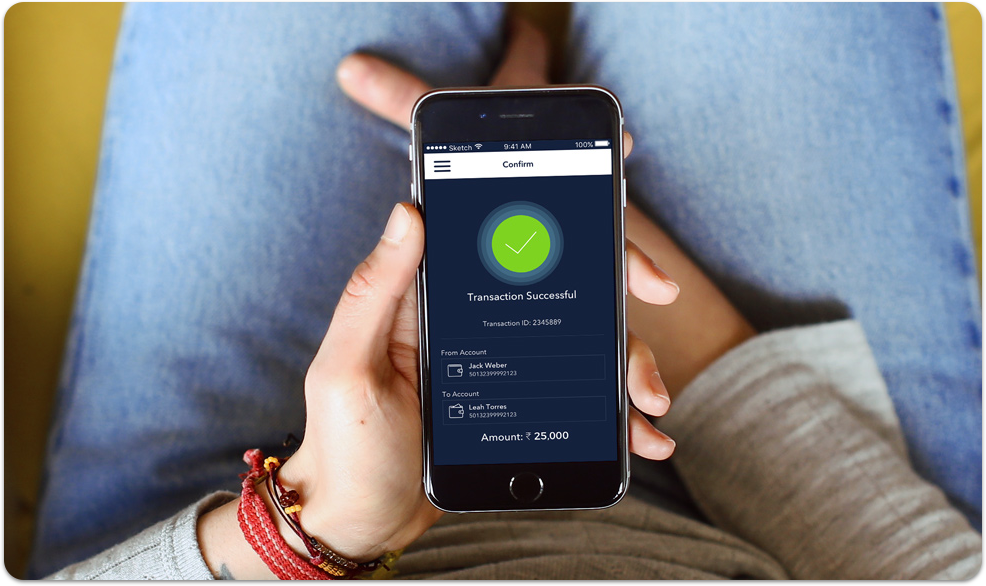 Sketch 9:41 AM 100%
Confirm
Transaction Successful
Transaction ID: 2345889
From Account
Jack Weber
50132399992123
To Account
Leah Torres
50132399992123
Amount: ₹ 25,000